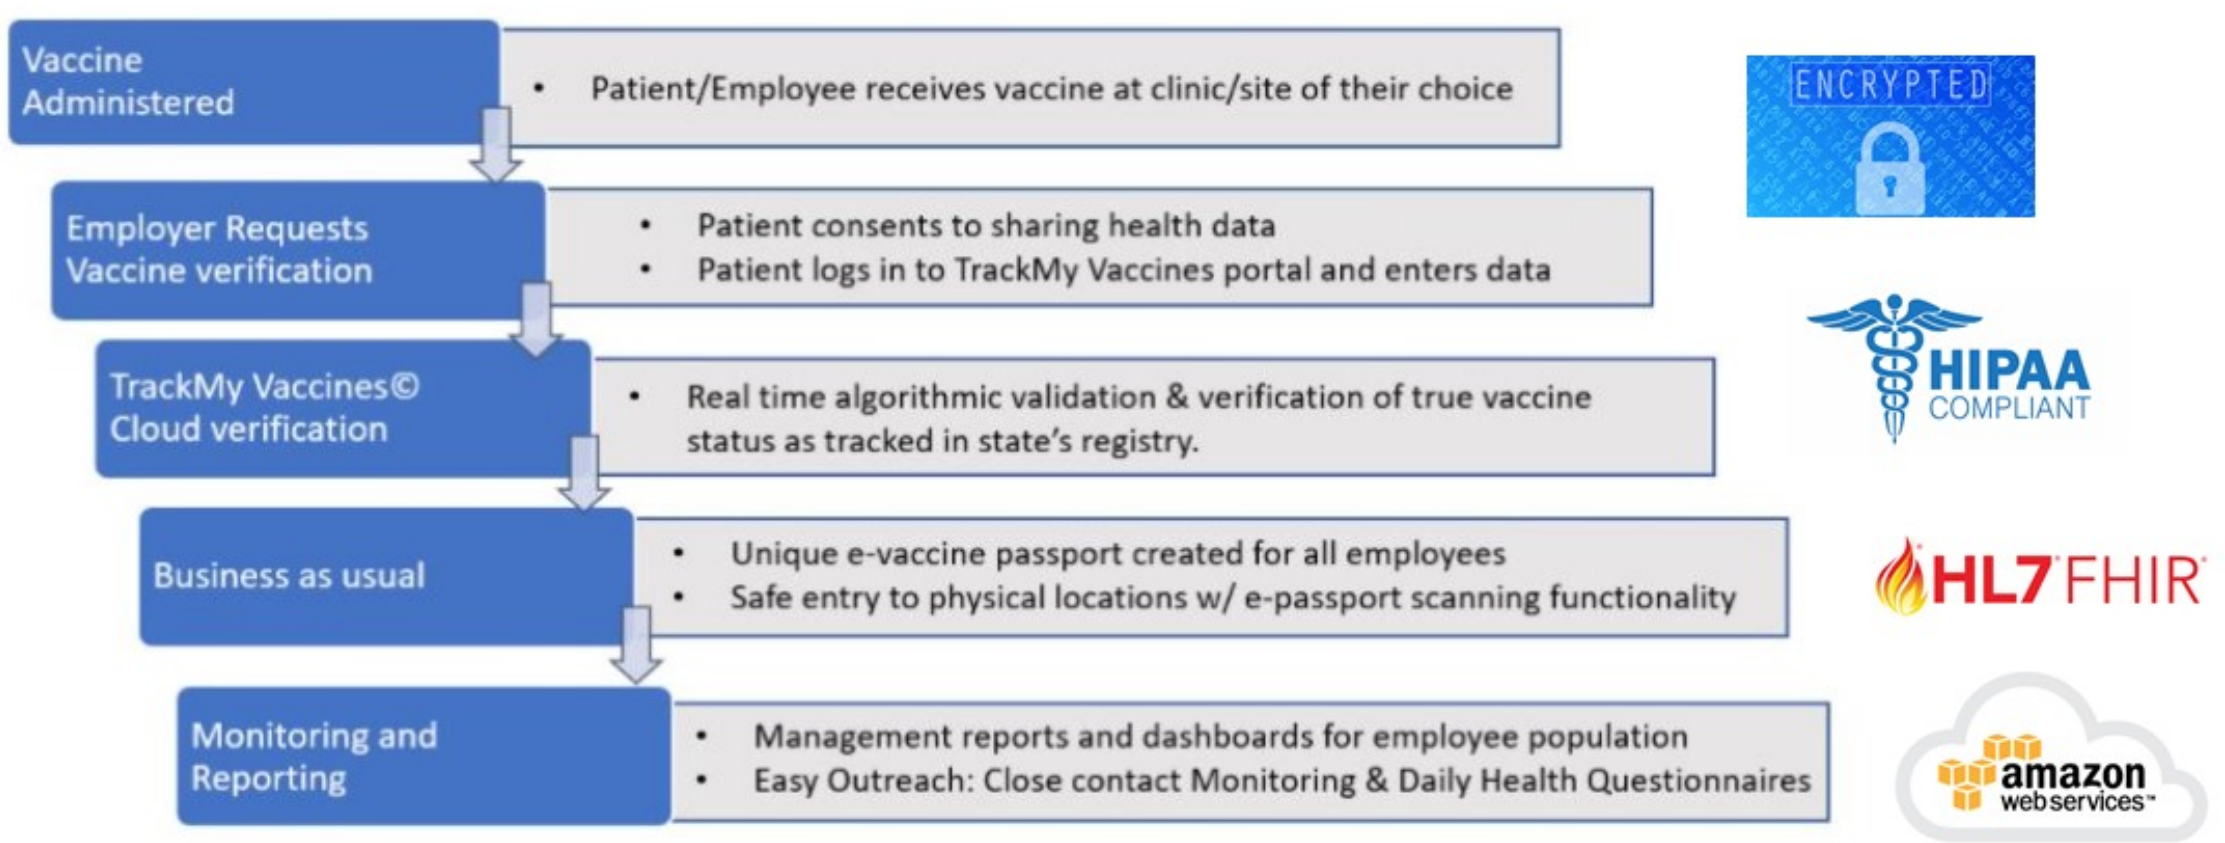 Vaccine
Administered
• Patient/Employee receives vaccine at clinic/site of their choice
Employer Requests
Vaccine verification
• Patient consents to sharing health data
• Patient logs in to TrackMy Vaccines portal and enters data
TrackMy Vaccines©
Cloud verification
• Real time algorithmic validation & verification of true vaccine
status as tracked in state's registry.
Business as usual
• Unique e-vaccine passport created for all employees
• Safe entry to physical locations w/ e-passport scanning functionality
Monitoring and
Reporting
• Management reports and dashboards for employee population
• Easy Outreach: Close contact Monitoring & Daily Health Questionnaires
ENCRYPTED
HIPAA
COMPLIANT
HL7 FHIR
amazon
webservices™